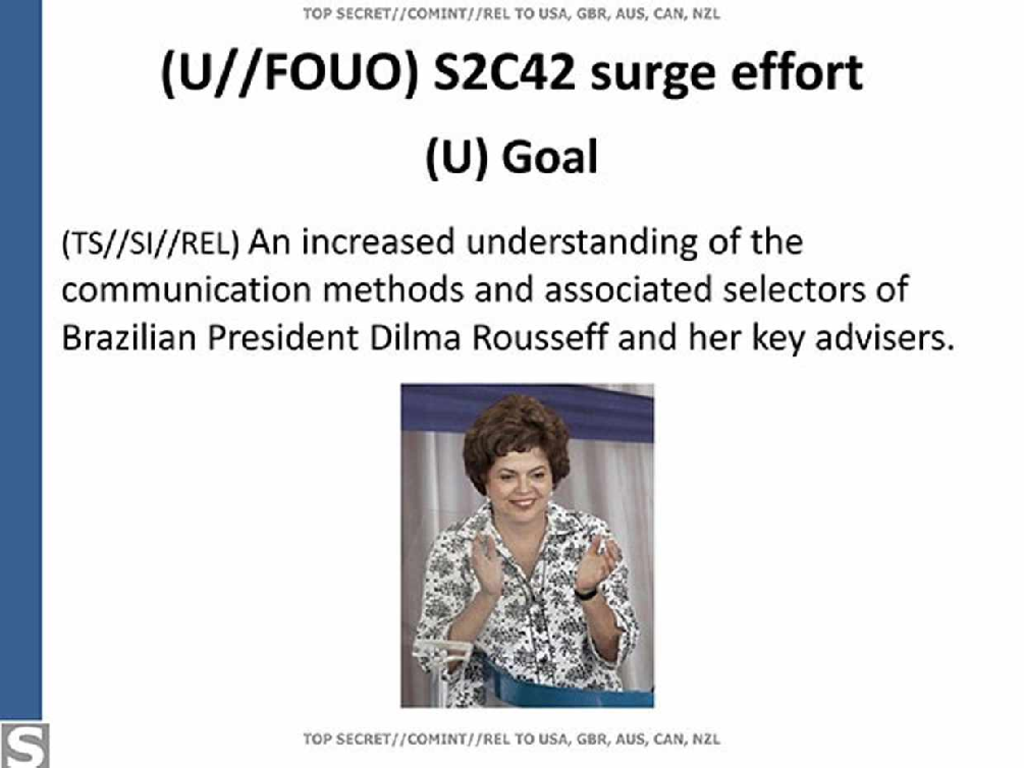 TOP SECRET//COMINT//REL TO USA, GBR, AUS, CAN, NZL
(U//FOUO) S2C42 surge effort
(U) Goal
(TS//SI//REL) An increased understanding of the
communication methods and associated selectors of
Brazilian President Dilma Rousseff and her key advisers.
S
TOP SECRET//COMINT//REL TO USA, GBR, AUS, CAN, NZL